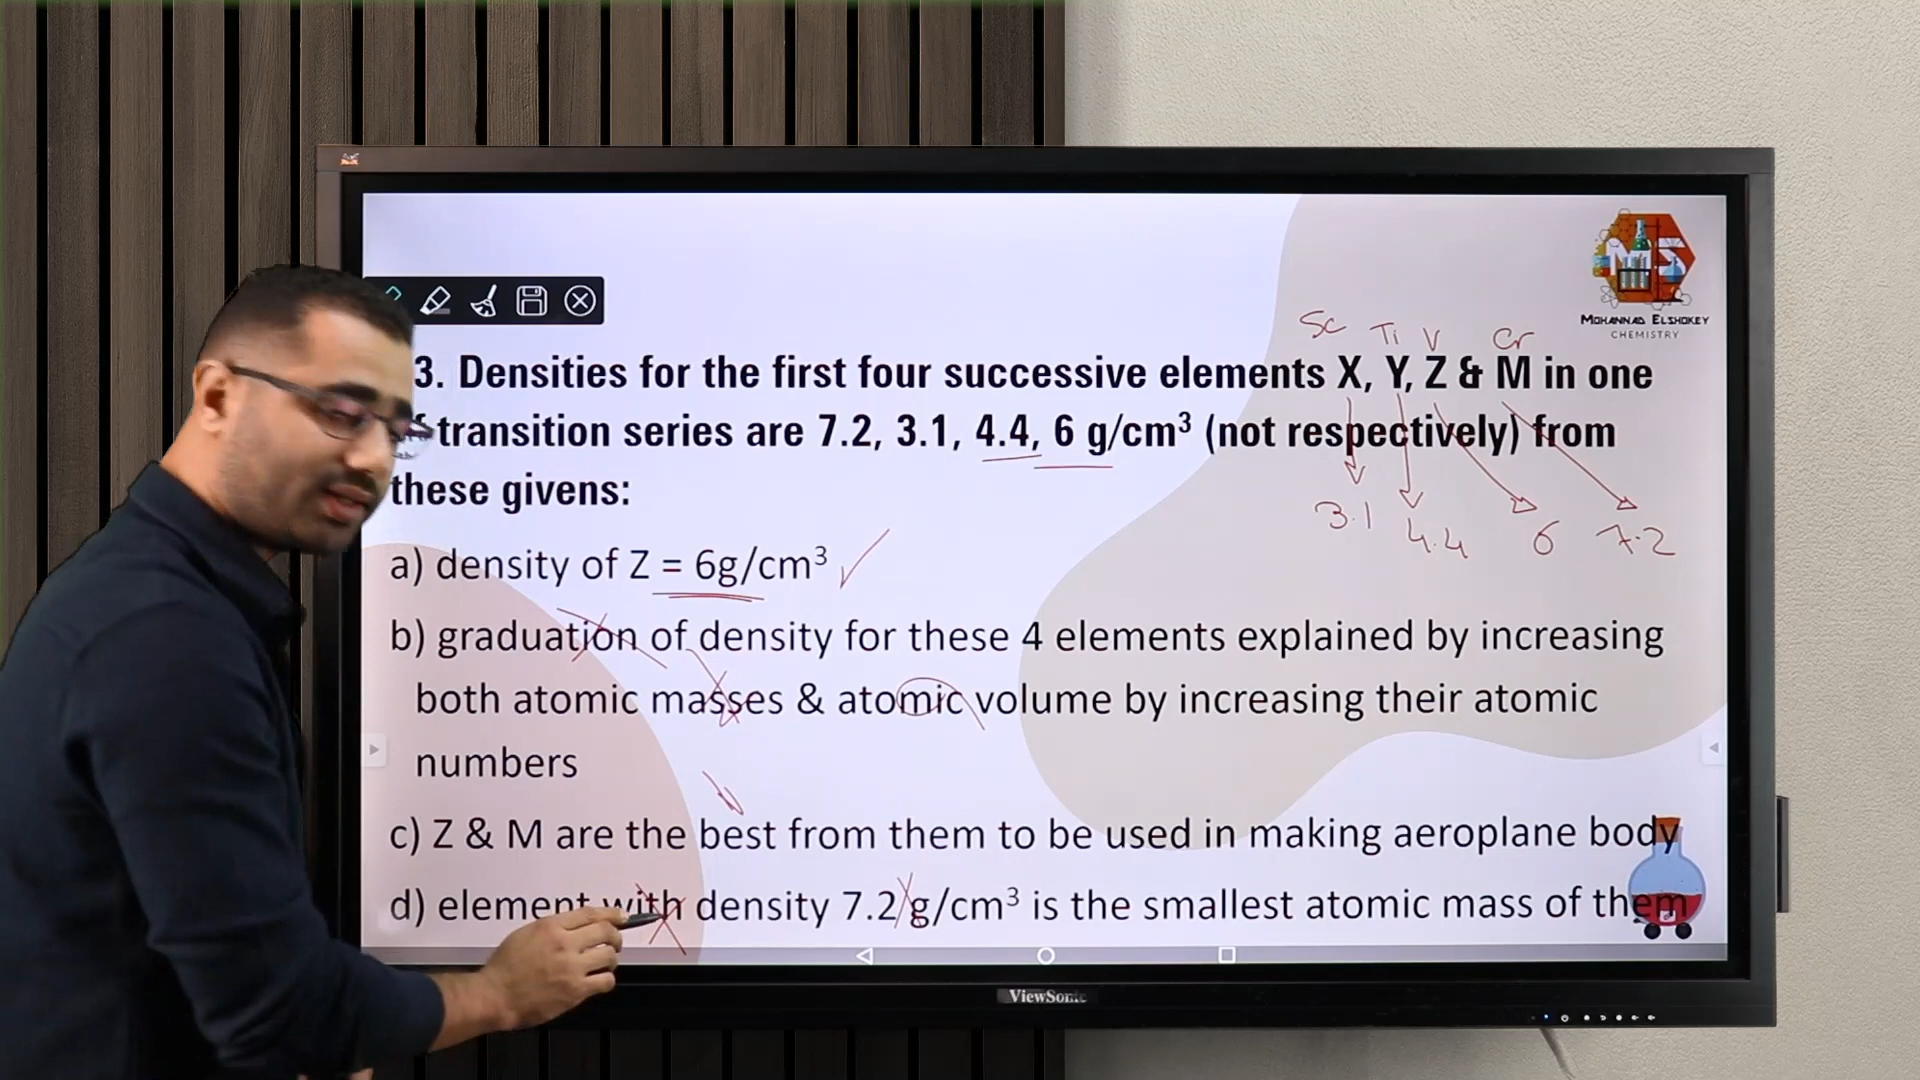 MS
MOHANNAD ELSHOKEY
CHEMISTRY
Sc Ti V Cr
3. Densities for the first four successive elements X, Y, Z & M in one
transition series are 7.2, 3.1, 4.4, 6 g/cm³ (not respectively) from
these givens:
3.1 4.4 6 7.2
a) density of Z = 6g/cm³ ✓
b) graduation of density for these 4 elements explained by increasing
both atomic masses & atomic volume by increasing their atomic
numbers
c) Z & M are the best from them to be used in making aeroplane body
d) element with density 7.2 g/cm³ is the smallest atomic mass of them
ViewSonic